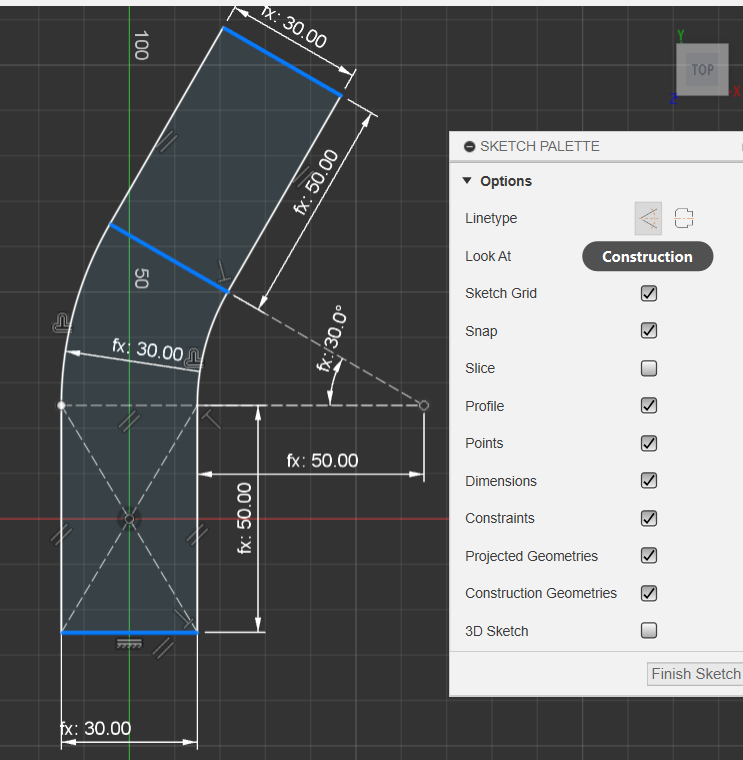 fx: 30.00
100
Y
TOP
X
Z
SKETCH PALETTE
Options
Linetype
Look At
Construction
Sketch Grid
Snap
Slice
Profile
Points
Dimensions
Constraints
Projected Geometries
Construction Geometries
3D Sketch
Finish Sketch
fx: 50.00
50
fx: 30.00
fx: 30.0°
fx: 50.00
fx: 50.00
fx: 30.00